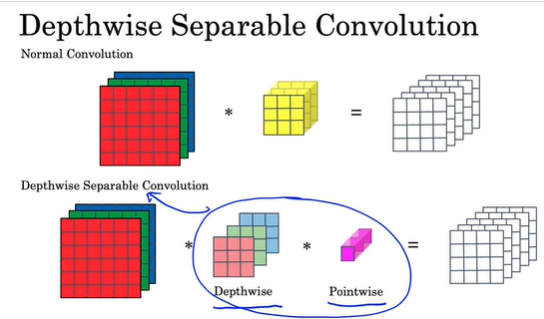 Depthwise Separable Convolution
Normal Convolution
* =
Depthwise Separable Convolution
* * =
Depthwise Pointwise